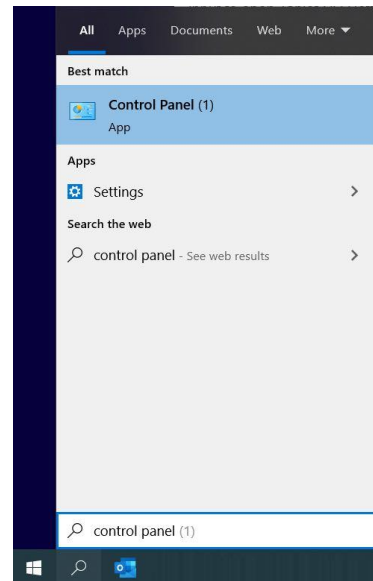 All Apps Documents Web More
Best match
Control Panel (1)
App
Apps
Settings
Search the web
control panel - See web results
control panel (1)